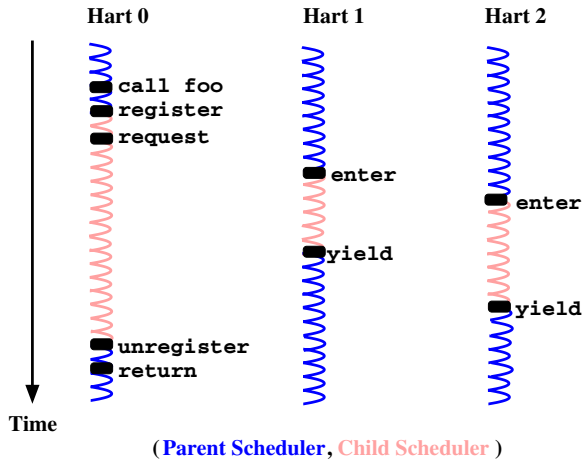 Hart 0 Hart 1 Hart 2
call foo
register
request
enter
enter
yield
yield
unregister
return
Time
( Parent Scheduler, Child Scheduler )